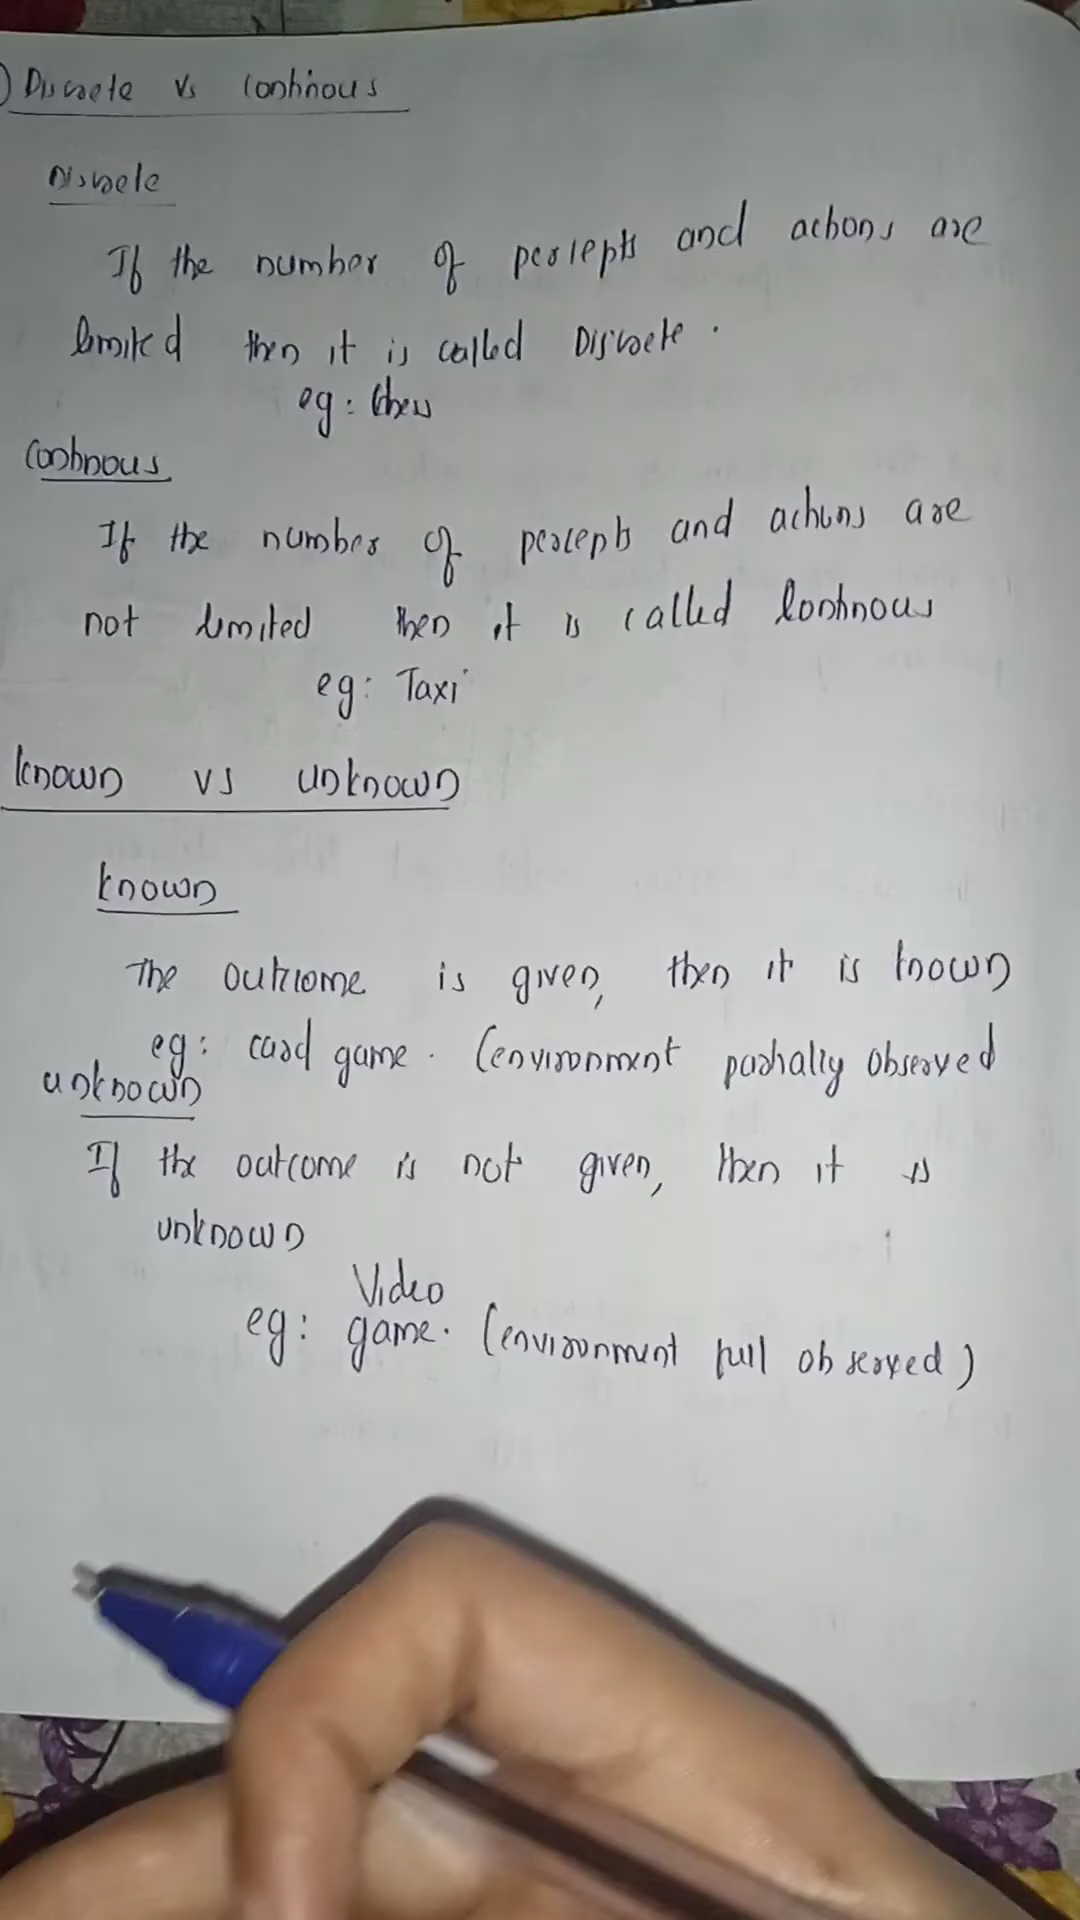 ) Discrete vs Continous
Discrete
If the number of percepts and actions are
limited then it is called Discrete.
eg: Chess
Continous
If the number of percepts and actions are
not limited then it is called Continous
eg: Taxi
known vs unknown
known
The outcome is given, then it is known
eg: card game. (environment partially observed
unknown
If the outcome is not given, then it is
unknown
Video
eg: game. (environment full observed)